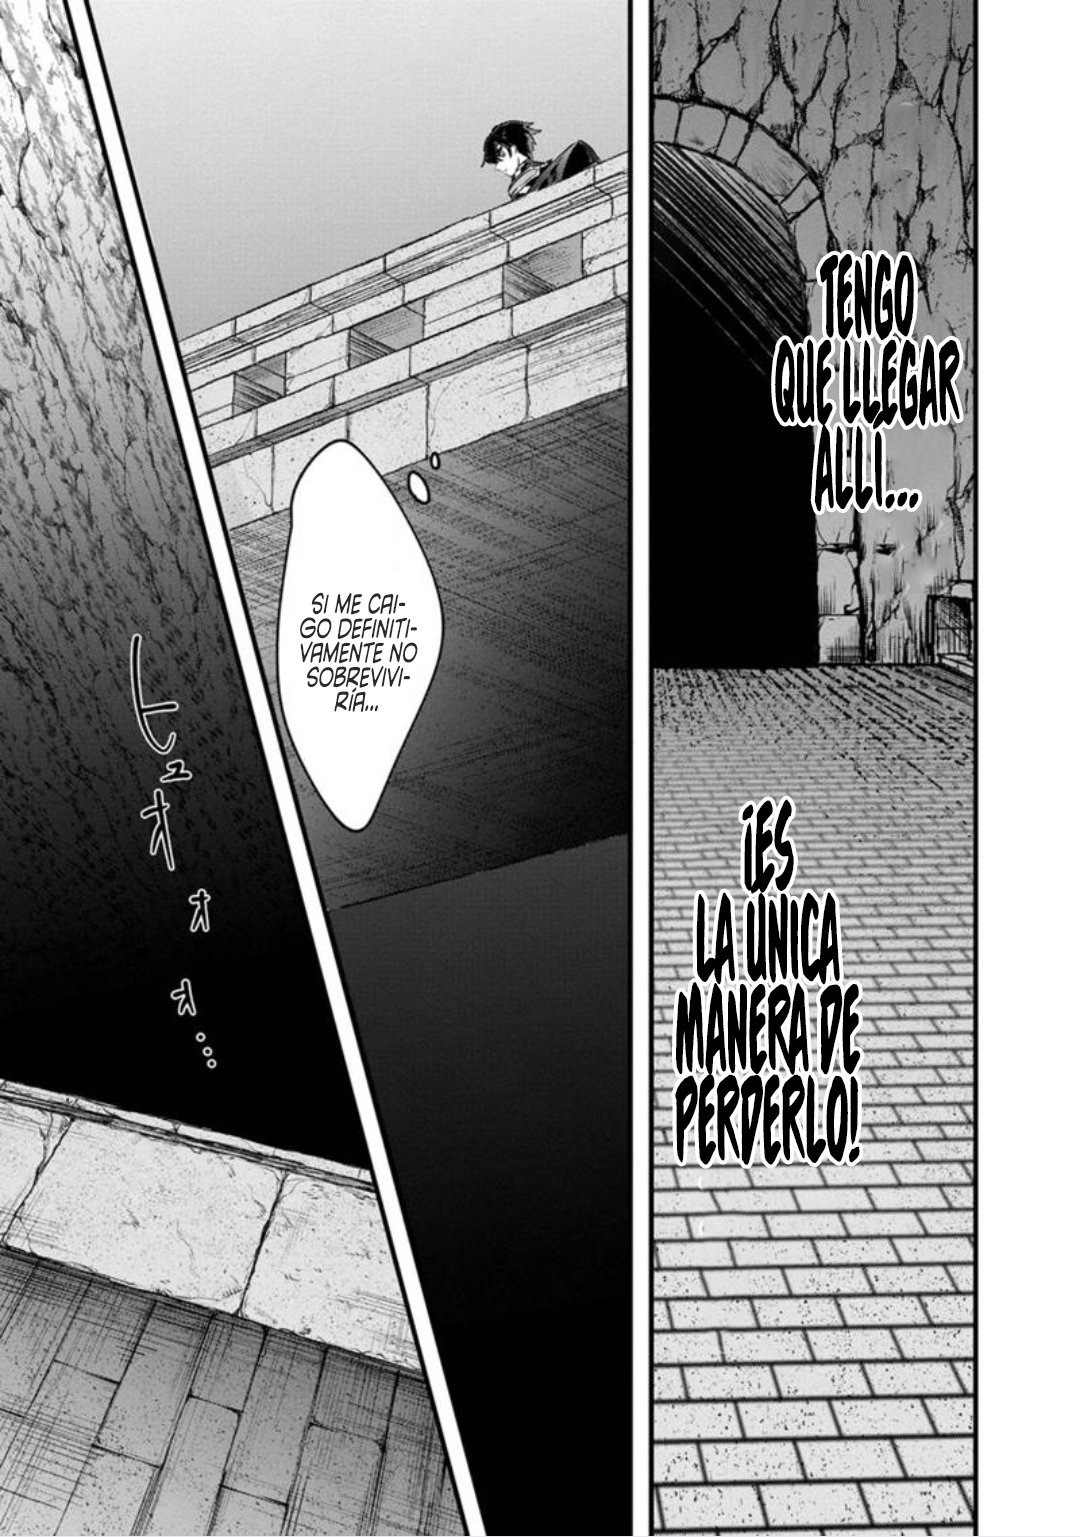 TENGO
QUE LLEGAR
ALLÍ...
¡ES
LA ÚNICA
MANERA DE
PERDERLO!
SI ME CAI-
GO DEFINITI-
VAMENTE NO
SOBREVIVI-
RÍA...
ヒュオォォ…